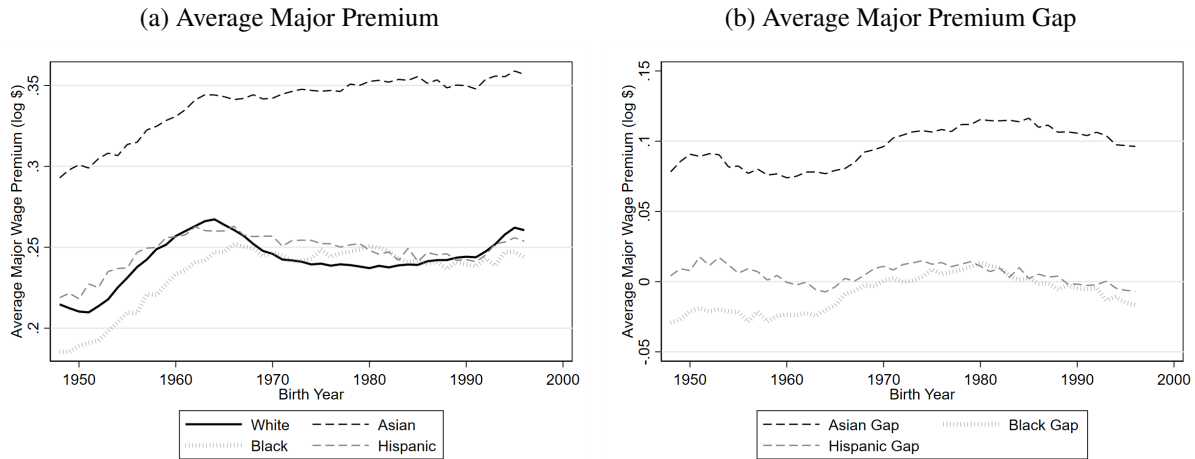 (a) Average Major Premium
Average Major Wage Premium (log $)
.35
.3
.25
.2
1950 1960 1970 1980 1990 2000
Birth Year
White Asian
Black Hispanic
(b) Average Major Premium Gap
Average Major Wage Premium (log $)
.15
.1
.05
0
-.05
1950 1960 1970 1980 1990 2000
Birth Year
Asian Gap Black Gap
Hispanic Gap